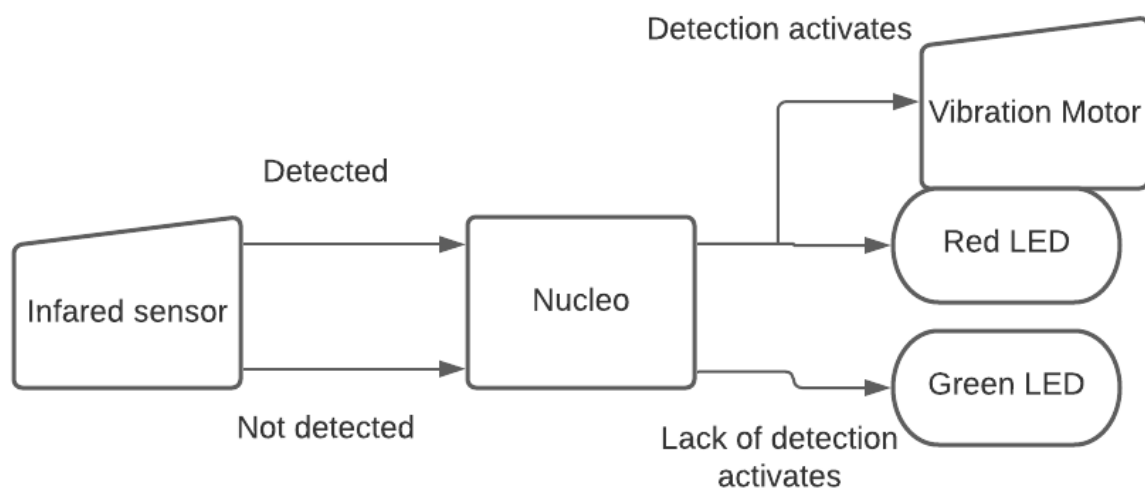 Detection activates
Vibration Motor
Detected
Red LED
Infared sensor
Nucleo
Green LED
Not detected
Lack of detection
activates